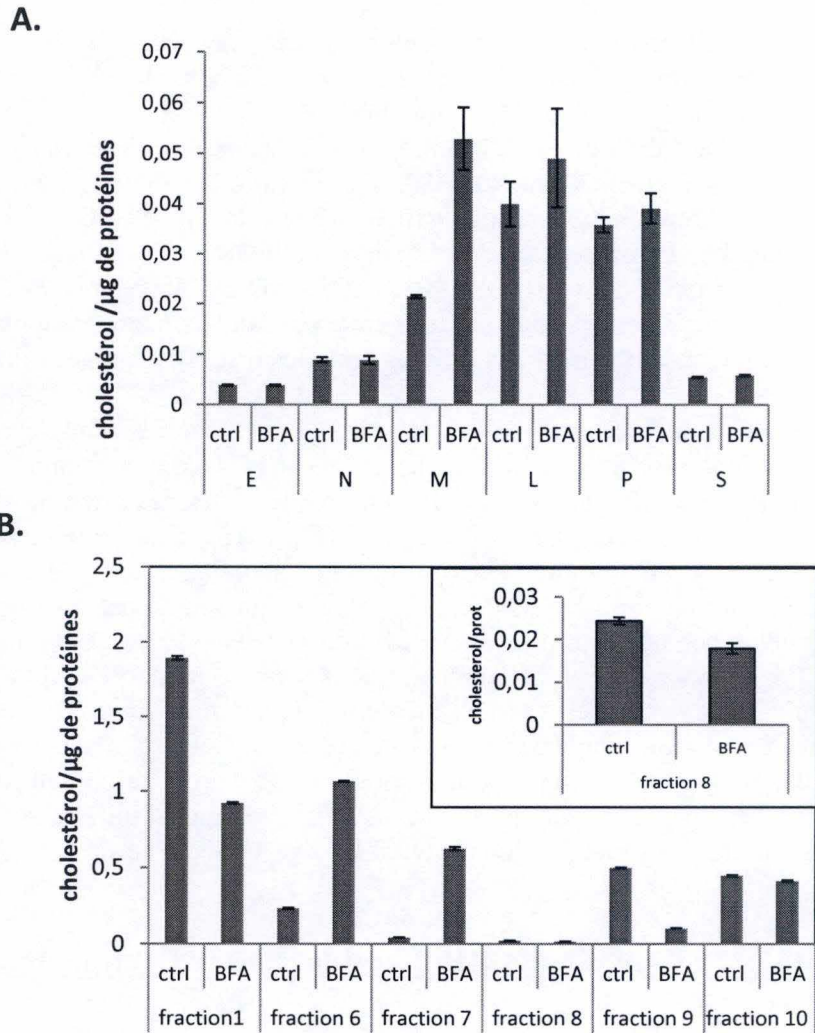 A.
cholestérol /µg de protéines
0,07
0,06
0,05
0,04
0,03
0,02
0,01
0
ctrl BFA ctrl BFA ctrl BFA ctrl BFA ctrl BFA ctrl BFA
E N M L P S
B.
cholestérol/µg de protéines
2,5
2
1,5
1
0,5
0
cholesterol/prot
0,03
0,02
0,01
0
ctrl BFA
fraction 8
ctrl BFA ctrl BFA ctrl BFA ctrl BFA ctrl BFA ctrl BFA
fraction1 fraction 6 fraction 7 fraction 8 fraction 9 fraction 10